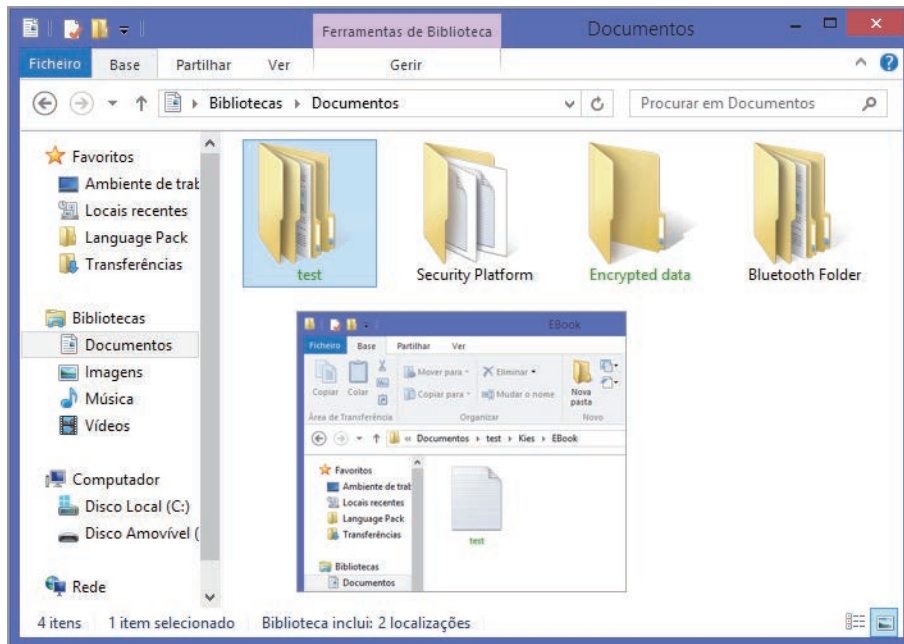 Ferramentas de Biblioteca
Documentos
Ficheiro Base Partilhar Ver Gerir
Bibliotecas Documentos
Procurar em Documentos
Favoritos
Ambiente de trab
Locais recentes
Language Pack
Transferências
Bibliotecas
Documentos
Imagens
Música
Vídeos
Computador
Disco Local (C:)
Disco Amovível (
Rede
test
Security Platform
Encrypted data
Bluetooth Folder
EBook
Ficheiro Base Partilhar Ver
Copiar
Colar
Mover para
Copiar para
Eliminar
Mudar o nome
Nova
pasta
Área de Transferência
Organizar
Novo
« Documentos test Kies EBook
Favoritos
Ambiente de trab
Locais recentes
Language Pack
Transferências
Bibliotecas
Documentos
test
4 itens 1 item selecionado Biblioteca inclui: 2 localizações